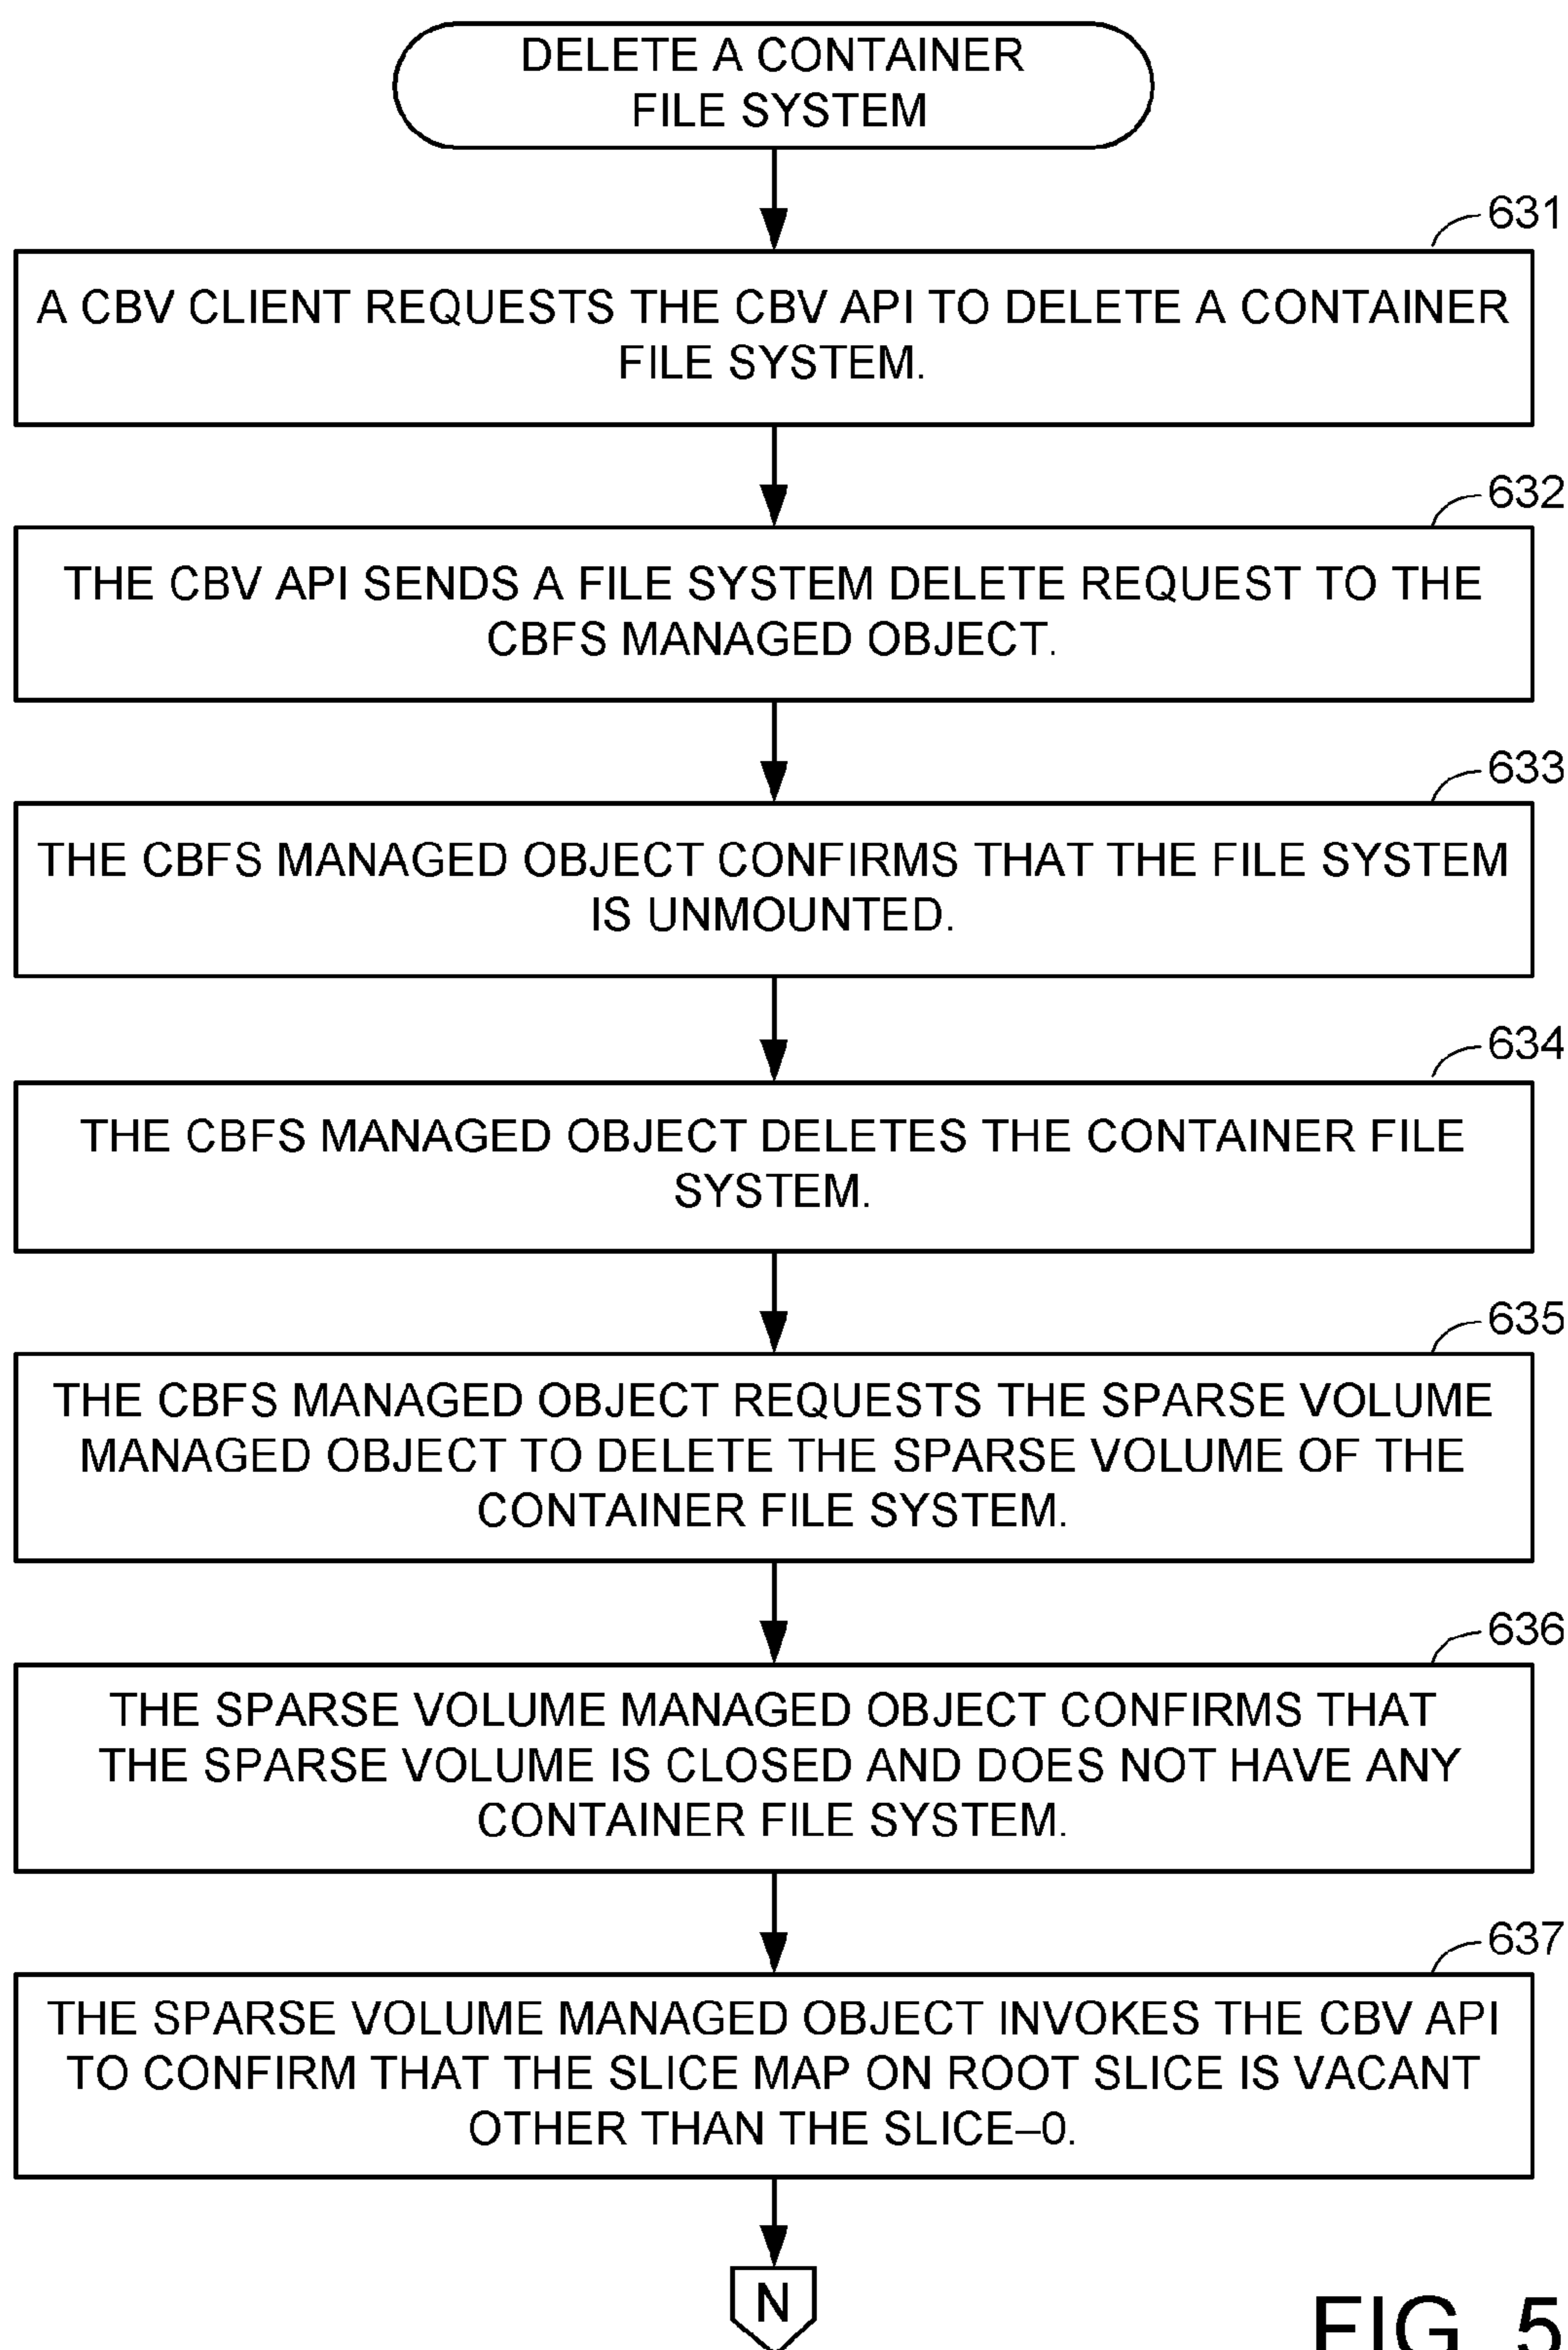 DELETE A CONTAINER
FILE SYSTEM
631
A CBV CLIENT REQUESTS THE CBV API TO DELETE A CONTAINER
FILE SYSTEM.
632
THE CBV API SENDS A FILE SYSTEM DELETE REQUEST TO THE
CBFS MANAGED OBJECT.
633
THE CBFS MANAGED OBJECT CONFIRMS THAT THE FILE SYSTEM
IS UNMOUNTED.
634
THE CBFS MANAGED OBJECT DELETES THE CONTAINER FILE
SYSTEM.
635
THE CBFS MANAGED OBJECT REQUESTS THE SPARSE VOLUME
MANAGED OBJECT TO DELETE THE SPARSE VOLUME OF THE
CONTAINER FILE SYSTEM.
636
THE SPARSE VOLUME MANAGED OBJECT CONFIRMS THAT
THE SPARSE VOLUME IS CLOSED AND DOES NOT HAVE ANY
CONTAINER FILE SYSTEM.
637
THE SPARSE VOLUME MANAGED OBJECT INVOKES THE CBV API
TO CONFIRM THAT THE SLICE MAP ON ROOT SLICE IS VACANT
OTHER THAN THE SLICE–0.
N
FIG. 5